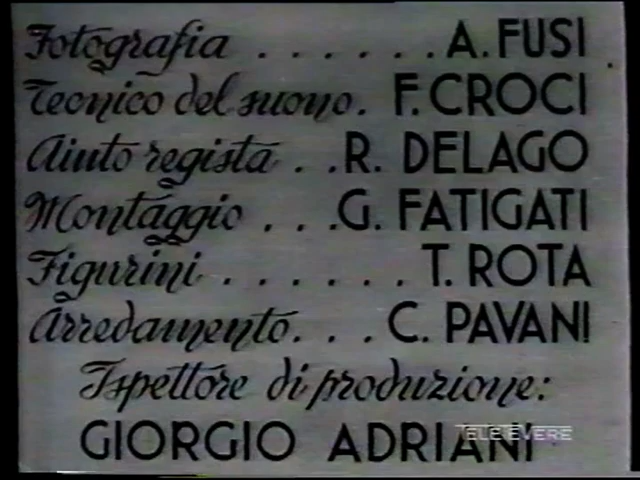 Fotografia . . . . . . . A. FUSI
Tecnico del suono. F. CROCI
Aiuto regista . . R. DELAGO
Montaggio . . . G. FATIGATI
Figurini . . . . . . . T. ROTA
Arredamento. . . . C. PAVANI
Ispettore di produzione:
GIORGIO ADRIANI
TELETEVERE